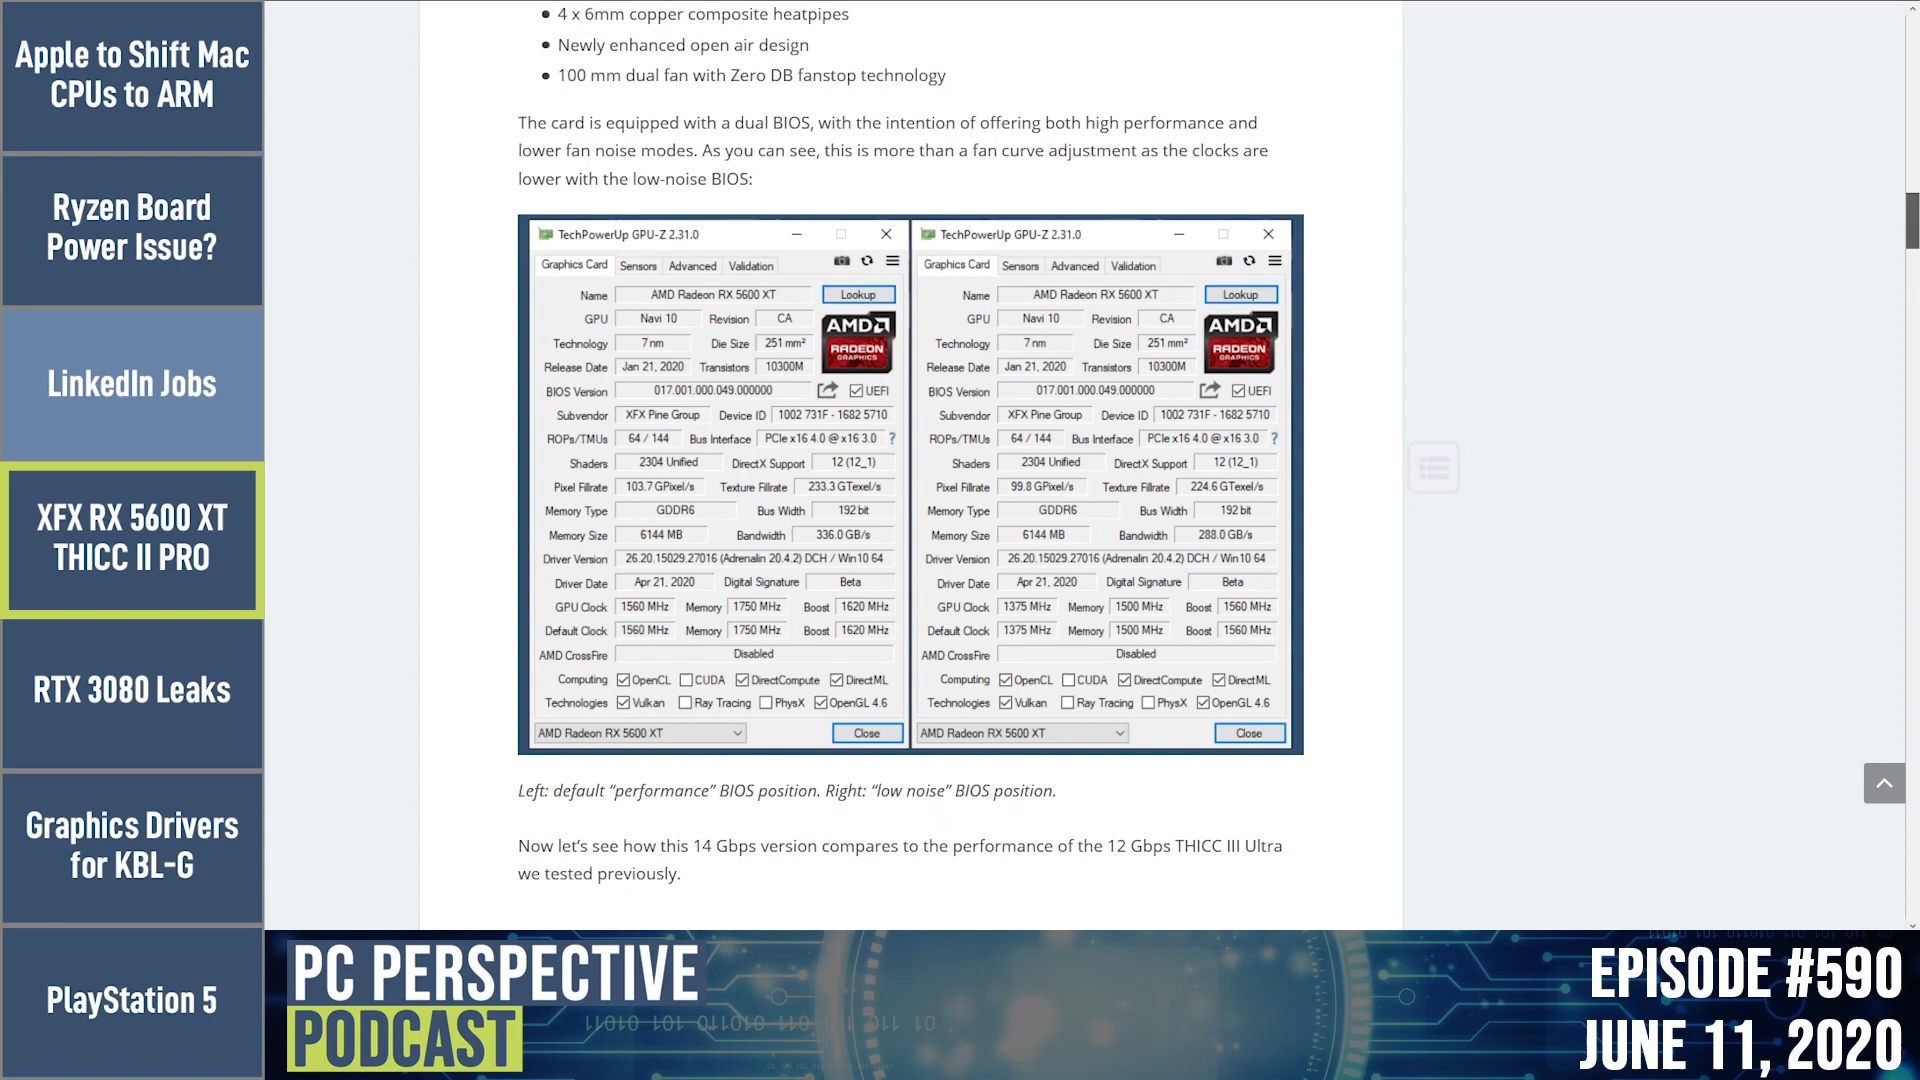 Apple to Shift Mac
CPUs to ARM
Ryzen Board
Power Issue?
LinkedIn Jobs
XFX RX 5600 XT
THICC II PRO
RTX 3080 Leaks
Graphics Drivers
for KBL-G
PlayStation 5
4 x 6mm copper composite heatpipes
Newly enhanced open air design
100 mm dual fan with Zero DB fanstop technology
The card is equipped with a dual BIOS, with the intention of offering both high performance and
lower fan noise modes. As you can see, this is more than a fan curve adjustment as the clocks are
lower with the low-noise BIOS:
TechPowerUp GPU-Z 2.31.0
Graphics Card Sensors Advanced Validation
Name AMD Radeon RX 5600 XT Lookup
GPU Navi 10 Revision CA
AMD
RADEON
GRAPHICS
Technology 7 nm Die Size 251 mm²
Release Date Jan 21, 2020 Transistors 10300M
BIOS Version 017.001.000.049.000000 UEFI
Subvendor XFX Pine Group Device ID 1002 731F - 1682 5710
ROPs/TMUs 64 / 144 Bus Interface PCIe x16 4.0 @ x16 3.0 ?
Shaders 2304 Unified DirectX Support 12 (12_1)
Pixel Fillrate 103.7 GPixel/s Texture Fillrate 233.3 GTexel/s
Memory Type GDDR6 Bus Width 192 bit
Memory Size 6144 MB Bandwidth 336.0 GB/s
Driver Version 26.20.15029.27016 (Adrenalin 20.4.2) DCH / Win10 64
Driver Date Apr 21, 2020 Digital Signature Beta
GPU Clock 1560 MHz Memory 1750 MHz Boost 1620 MHz
Default Clock 1560 MHz Memory 1750 MHz Boost 1620 MHz
AMD CrossFire Disabled
Computing OpenCL CUDA DirectCompute DirectML
Technologies Vulkan Ray Tracing PhysX OpenGL 4.6
AMD Radeon RX 5600 XT Close
TechPowerUp GPU-Z 2.31.0
Graphics Card Sensors Advanced Validation
Name AMD Radeon RX 5600 XT Lookup
GPU Navi 10 Revision CA
AMD
RADEON
GRAPHICS
Technology 7 nm Die Size 251 mm²
Release Date Jan 21, 2020 Transistors 10300M
BIOS Version 017.001.000.049.000000 UEFI
Subvendor XFX Pine Group Device ID 1002 731F - 1682 5710
ROPs/TMUs 64 / 144 Bus Interface PCIe x16 4.0 @ x16 3.0 ?
Shaders 2304 Unified DirectX Support 12 (12_1)
Pixel Fillrate 99.8 GPixel/s Texture Fillrate 224.6 GTexel/s
Memory Type GDDR6 Bus Width 192 bit
Memory Size 6144 MB Bandwidth 288.0 GB/s
Driver Version 26.20.15029.27016 (Adrenalin 20.4.2) DCH / Win10 64
Driver Date Apr 21, 2020 Digital Signature Beta
GPU Clock 1375 MHz Memory 1500 MHz Boost 1560 MHz
Default Clock 1375 MHz Memory 1500 MHz Boost 1560 MHz
AMD CrossFire Disabled
Computing OpenCL CUDA DirectCompute DirectML
Technologies Vulkan Ray Tracing PhysX OpenGL 4.6
AMD Radeon RX 5600 XT Close
Left: default “performance” BIOS position. Right: “low noise” BIOS position.
Now let’s see how this 14 Gbps version compares to the performance of the 12 Gbps THICC III Ultra
we tested previously.
PC PERSPECTIVE
PODCAST
EPISODE #590
JUNE 11, 2020